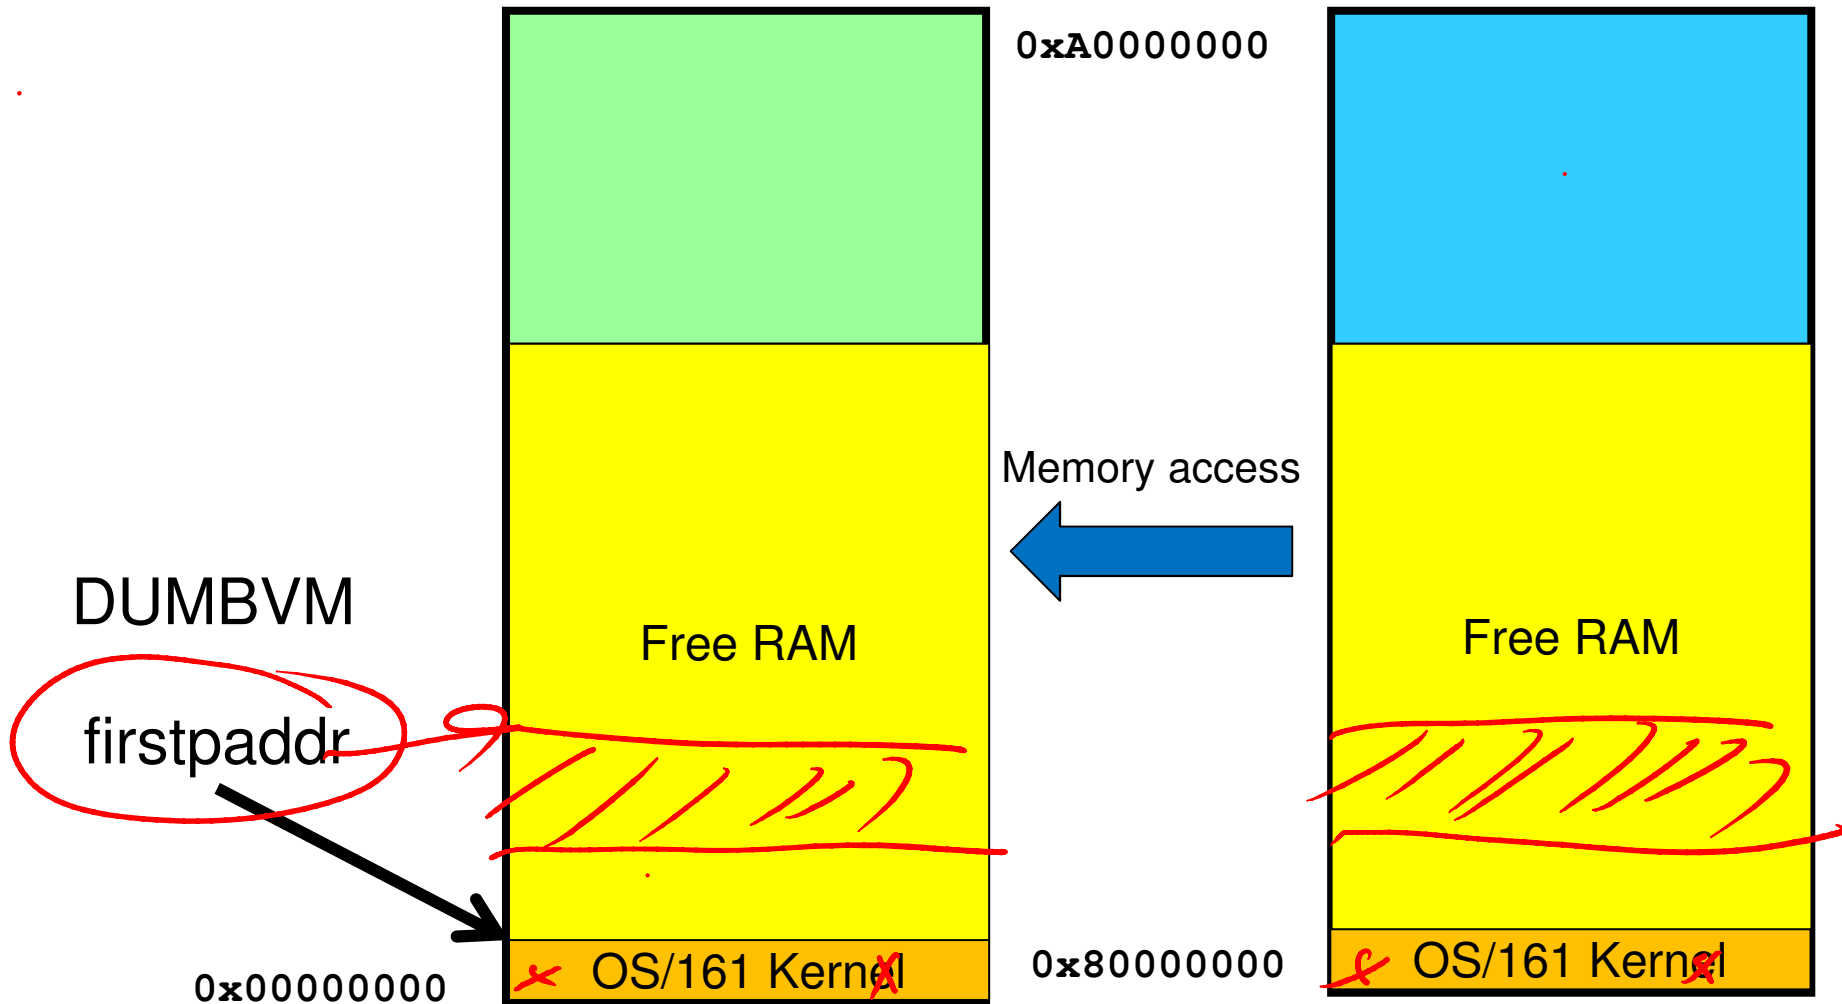 0xA0000000
Memory access
DUMBVM
Free RAM
Free RAM
firstpaddr
OS/161 Kernel
0x80000000
OS/161 Kernel
0x00000000